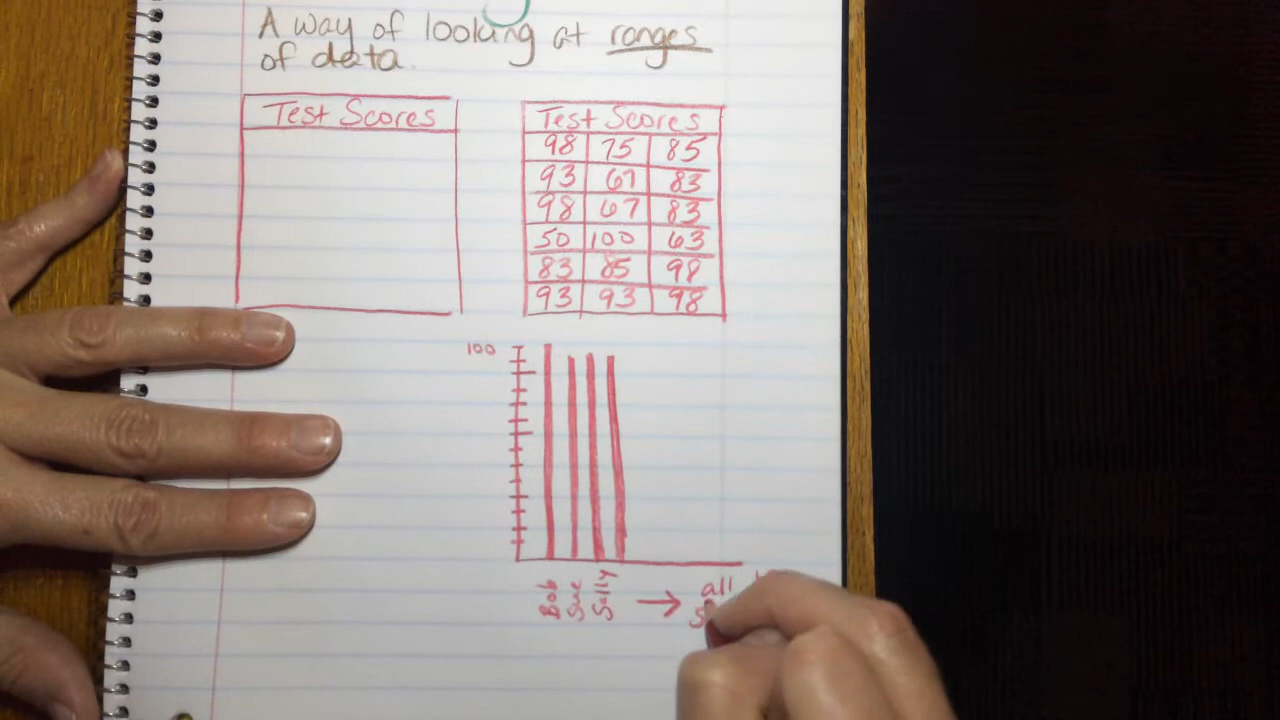 A way of looking at ranges
of data.
Test Scores
Test Scores
98 75 85
93 67 83
98 67 83
50 100 63
83 85 98
93 93 98
100
Bob
Sue
Sally
→ all